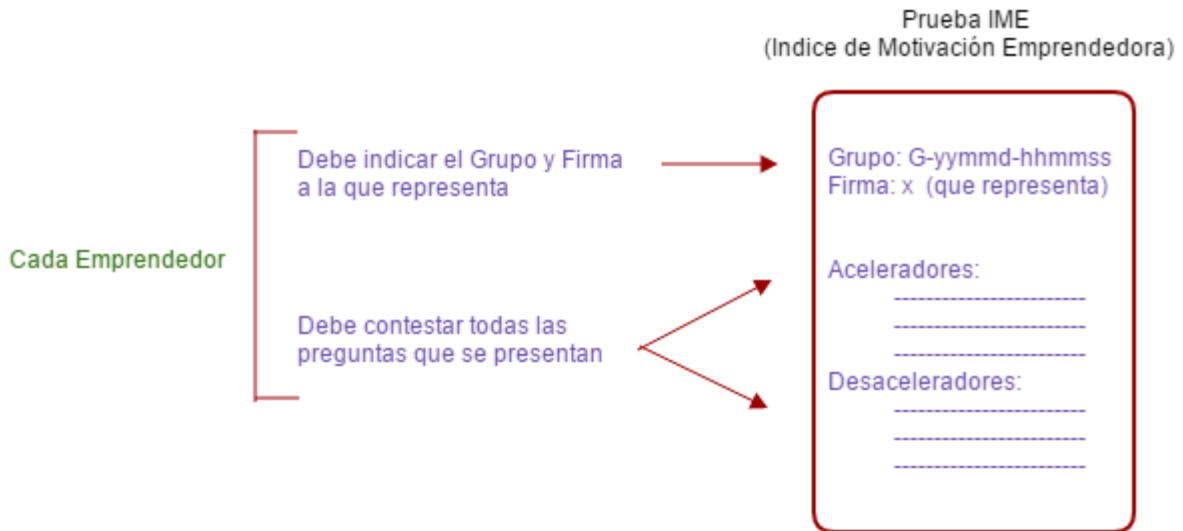 Prueba IME
(Indice de Motivación Emprendedora)
Debe indicar el Grupo y Firma
a la que representa
Grupo: G-yymmd-hhmmss
Firma: x (que representa)
Cada Emprendedor
Aceleradores:
Debe contestar todas las
preguntas que se presentan
Desaceleradores: